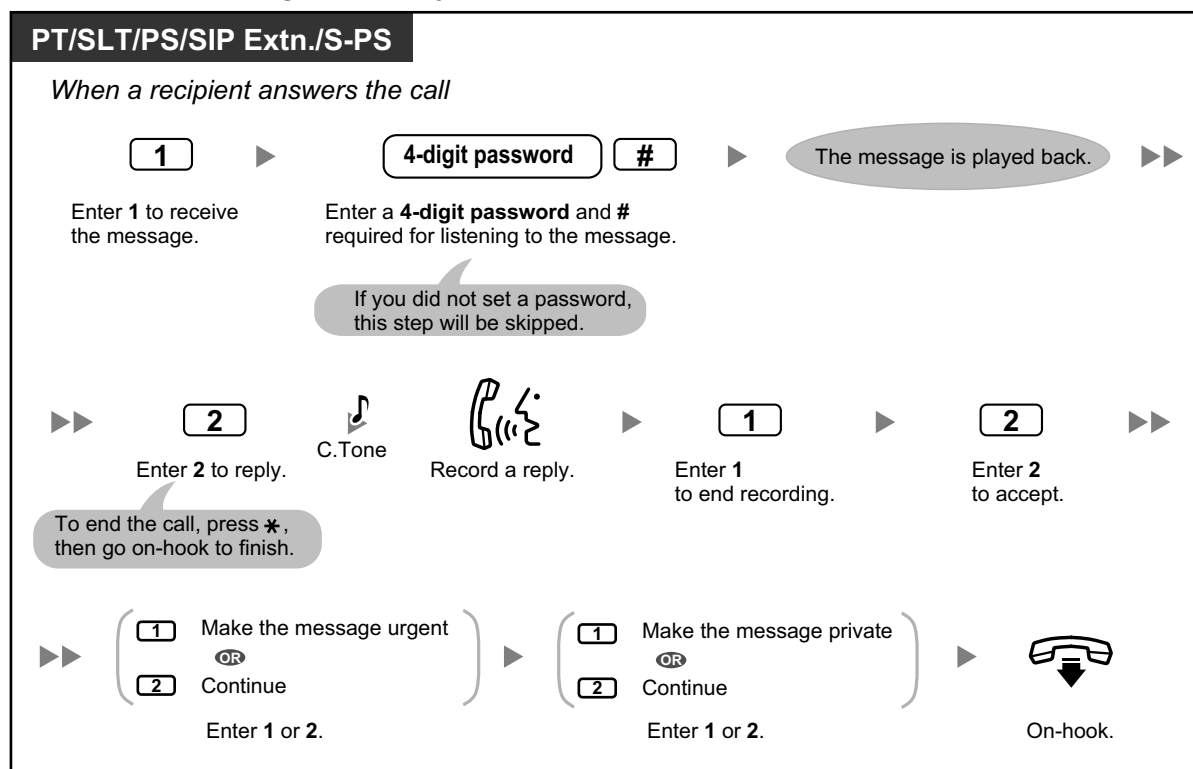 PT/SLT/PS/SIP Extn./S-PS
When a recipient answers the call
1
4-digit password
#
The message is played back.
Enter 1 to receive
the message.
Enter a 4-digit password and #
required for listening to the message.
If you did not set a password,
this step will be skipped.
2
C.Tone
1
2
Enter 2 to reply.
Record a reply.
Enter 1
to end recording.
Enter 2
to accept.
To end the call, press *,
then go on-hook to finish.
1 Make the message urgent
OR
2 Continue
Enter 1 or 2.
1 Make the message private
OR
2 Continue
Enter 1 or 2.
On-hook.